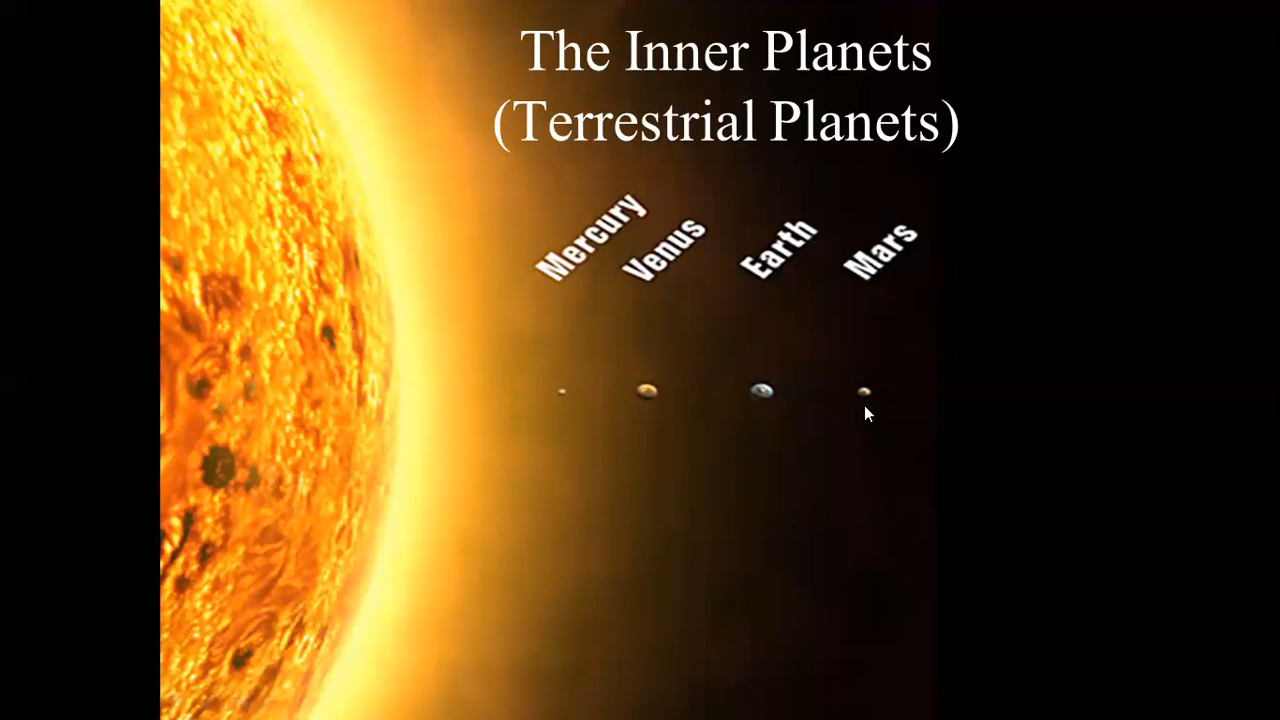 The Inner Planets
(Terrestrial Planets)
Mercury
Venus
Earth
Mars